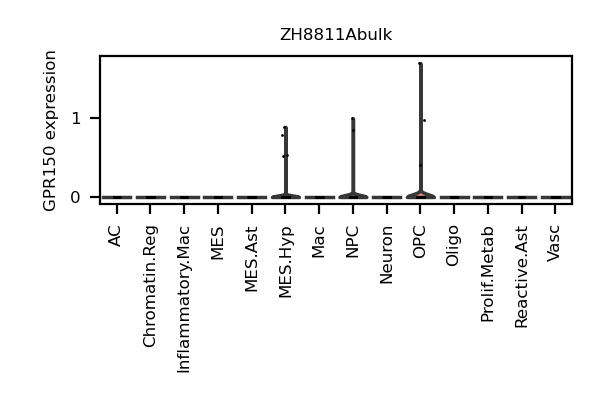 ZH8811Abulk
GPR150 expression
1
0
AC
Chromatin.Reg
Inflammatory.Mac
MES
MES.Ast
MES.Hyp
Mac
NPC
Neuron
OPC
Oligo
Prolif.Metab
Reactive.Ast
Vasc